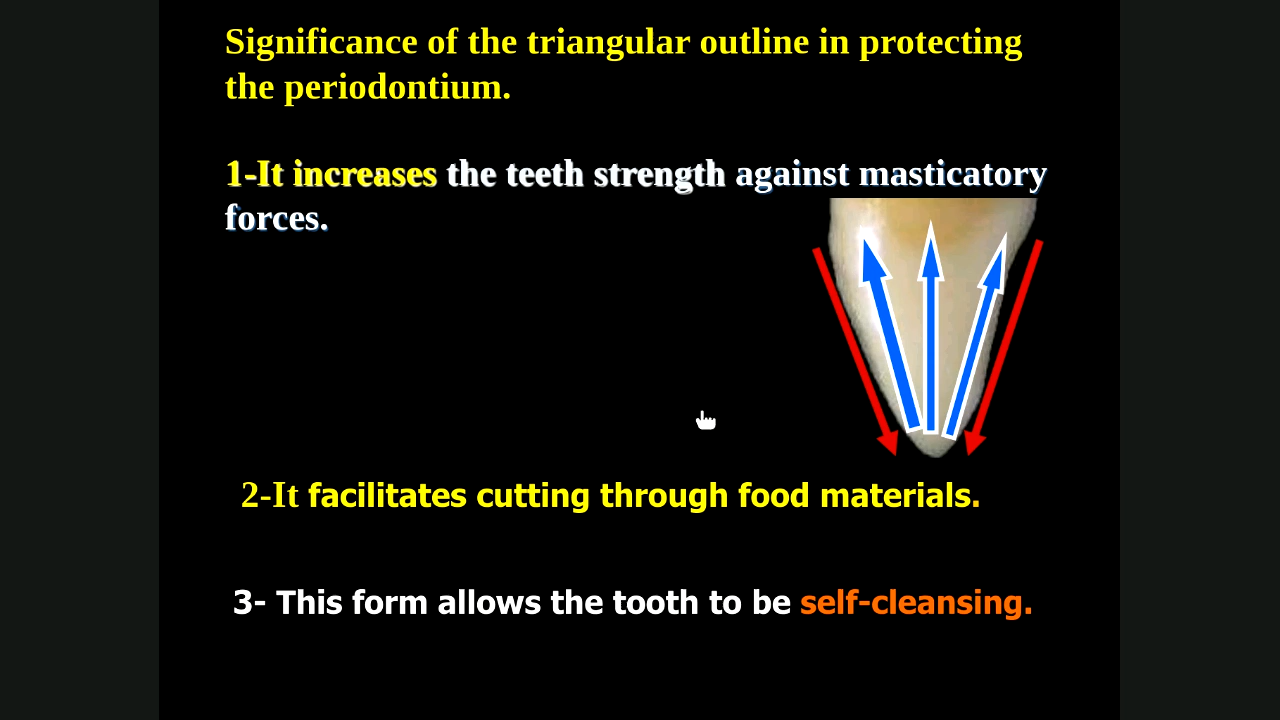 Significance of the triangular outline in protecting
the periodontium.
1-It increases the teeth strength against masticatory
forces.
2-It facilitates cutting through food materials.
3- This form allows the tooth to be self-cleansing.